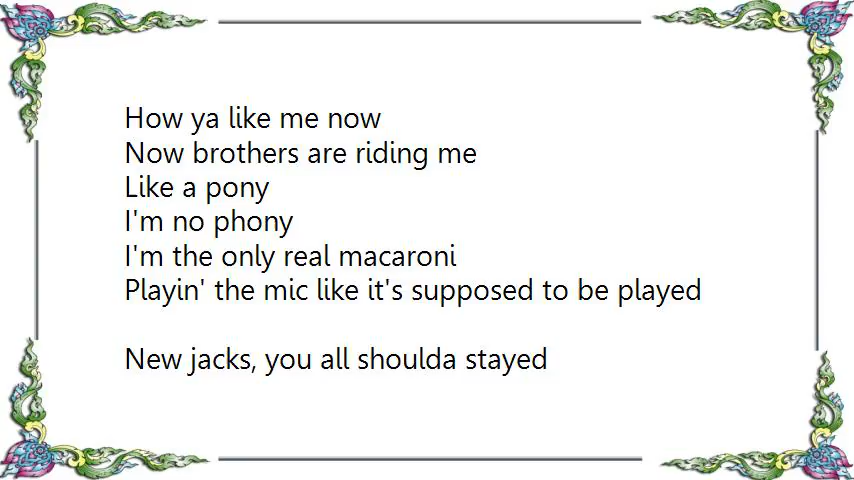 How ya like me now
Now brothers are riding me
Like a pony
I'm no phony
I'm the only real macaroni
Playin' the mic like it's supposed to be played
New jacks, you all shoulda stayed